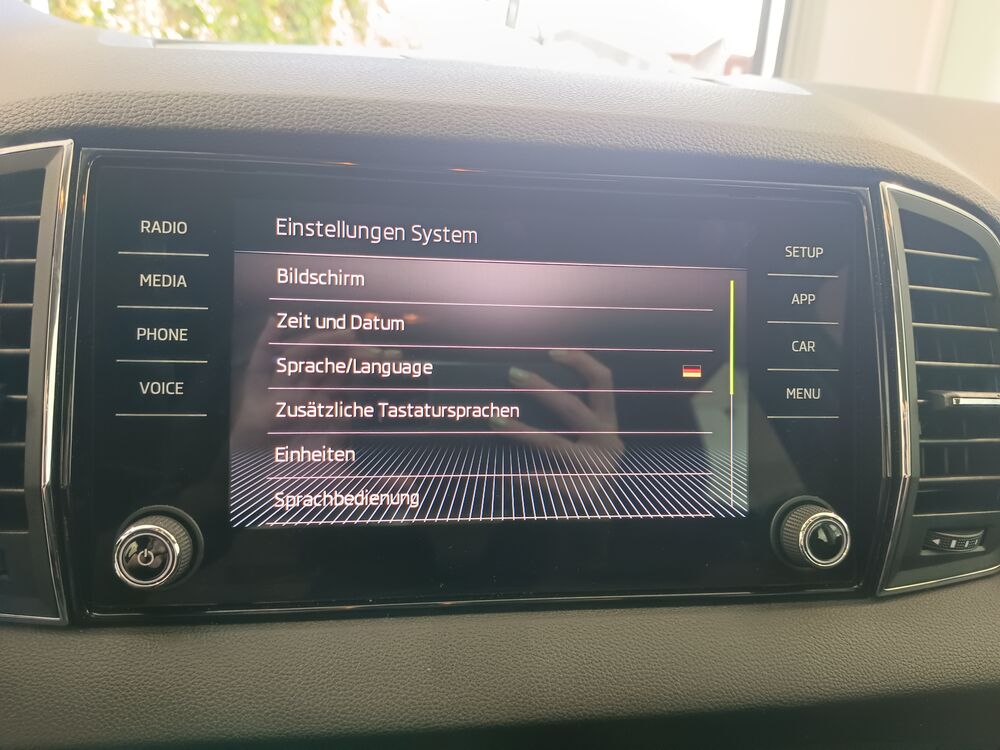 RADIO
MEDIA
PHONE
VOICE
Einstellungen System
Bildschirm
Zeit und Datum
Sprache/Language
Zusätzliche Tastatursprachen
Einheiten
Sprachbedienung
SETUP
APP
CAR
MENU